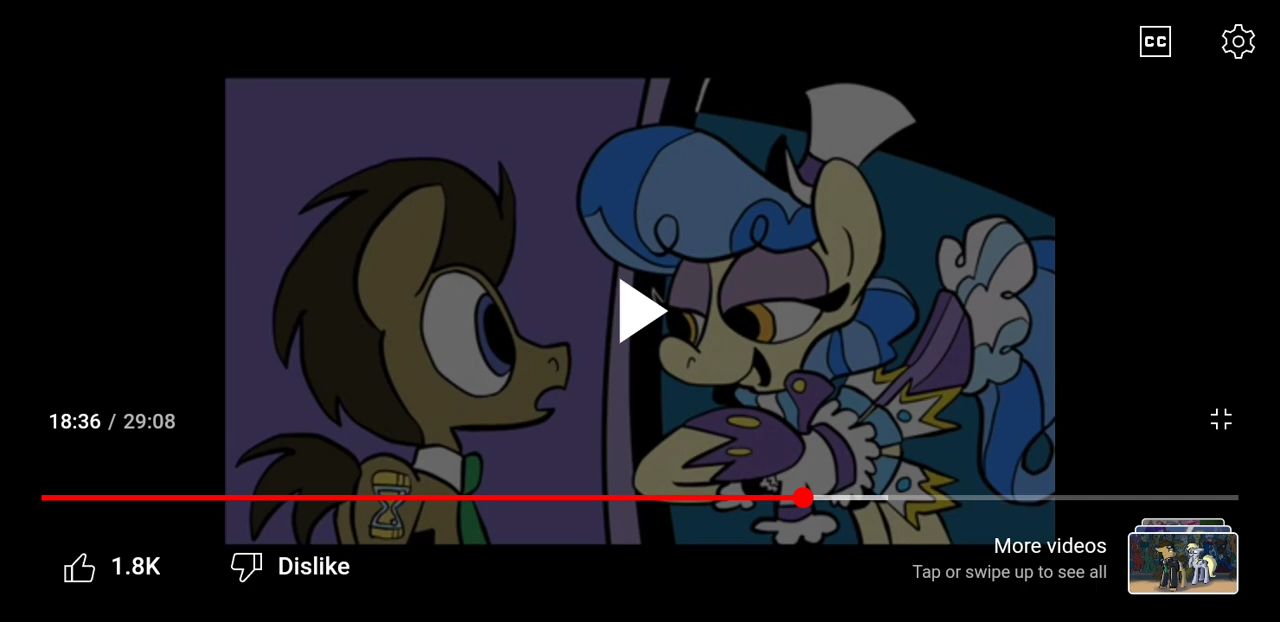 CC
18:36 / 29:08
1.8K
Dislike
More videos
Tap or swipe up to see all